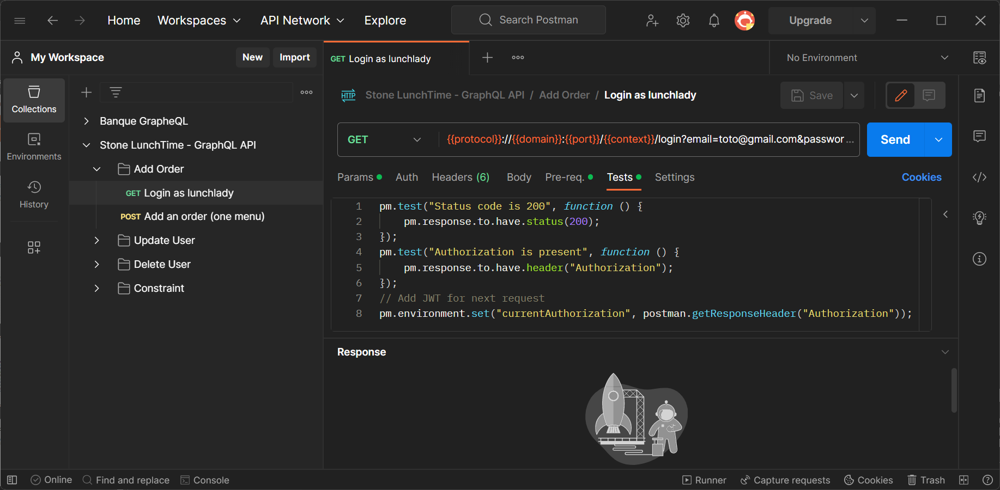 Home Workspaces API Network Explore Search Postman Upgrade
My Workspace New Import
GET Login as lunchlady
No Environment
Collections
Environments
History
Banque GrapheQL
Stone LunchTime - GraphQL API
Add Order
GET Login as lunchlady
POST Add an order (one menu)
Update User
Delete User
Constraint
HTTP Stone LunchTime - GraphQL API / Add Order / Login as lunchlady
Save
GET {{protocol}}://{{domain}}:{{port}}/{{context}}/login?email=toto@gmail.com&passwor ...
Send
Params Auth Headers (6) Body Pre-req. Tests Settings Cookies
1 pm.test("Status code is 200", function () {
2 pm.response.to.have.status(200);
3 });
4 pm.test("Authorization is present", function () {
5 pm.response.to.have.header("Authorization");
6 });
7 // Add JWT for next request
8 pm.environment.set("currentAuthorization", postman.getResponseHeader("Authorization"));
Response
Online Find and replace Console Runner Capture requests Cookies Trash